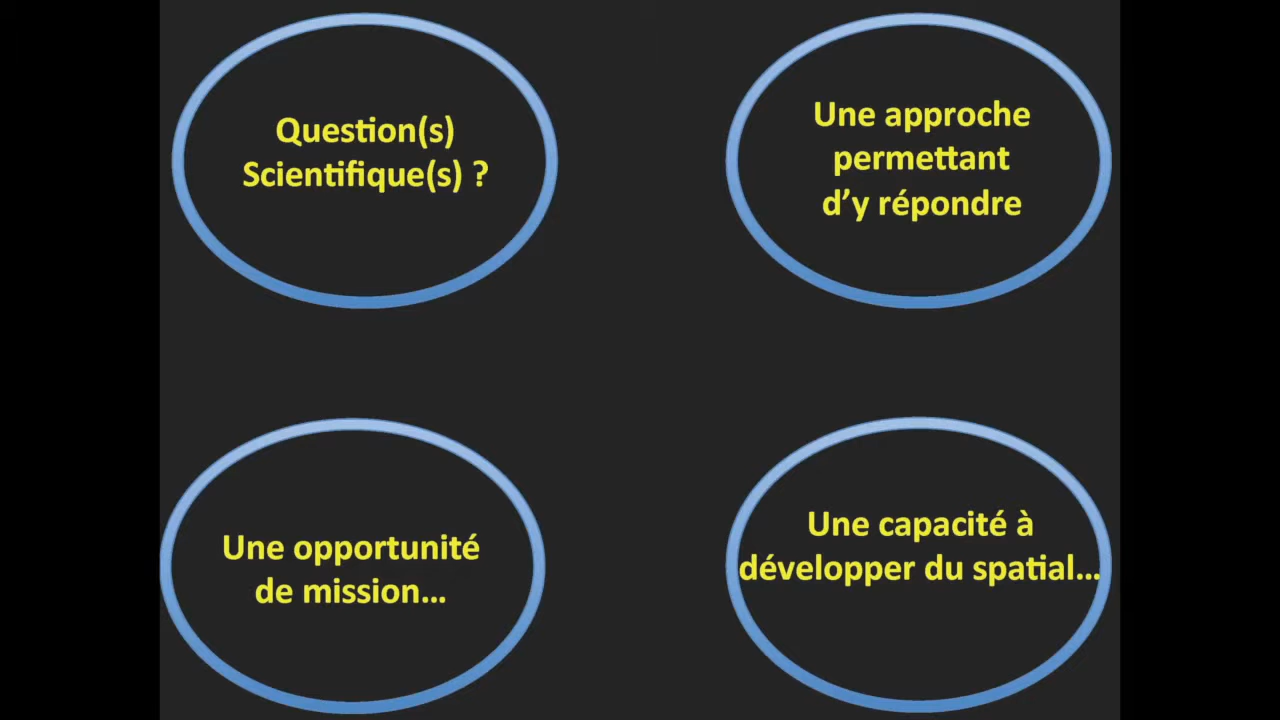 Question(s)
Scientifique(s) ?
Une approche
permettant
d’y répondre
Une opportunité
de mission...
Une capacité à
développer du spatial...